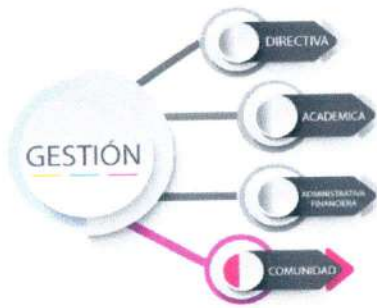 DIRECTIVA
ACADEMICA
GESTIÓN
ADMINISTRATIVA
FINANCIERA
COMUNIDAD